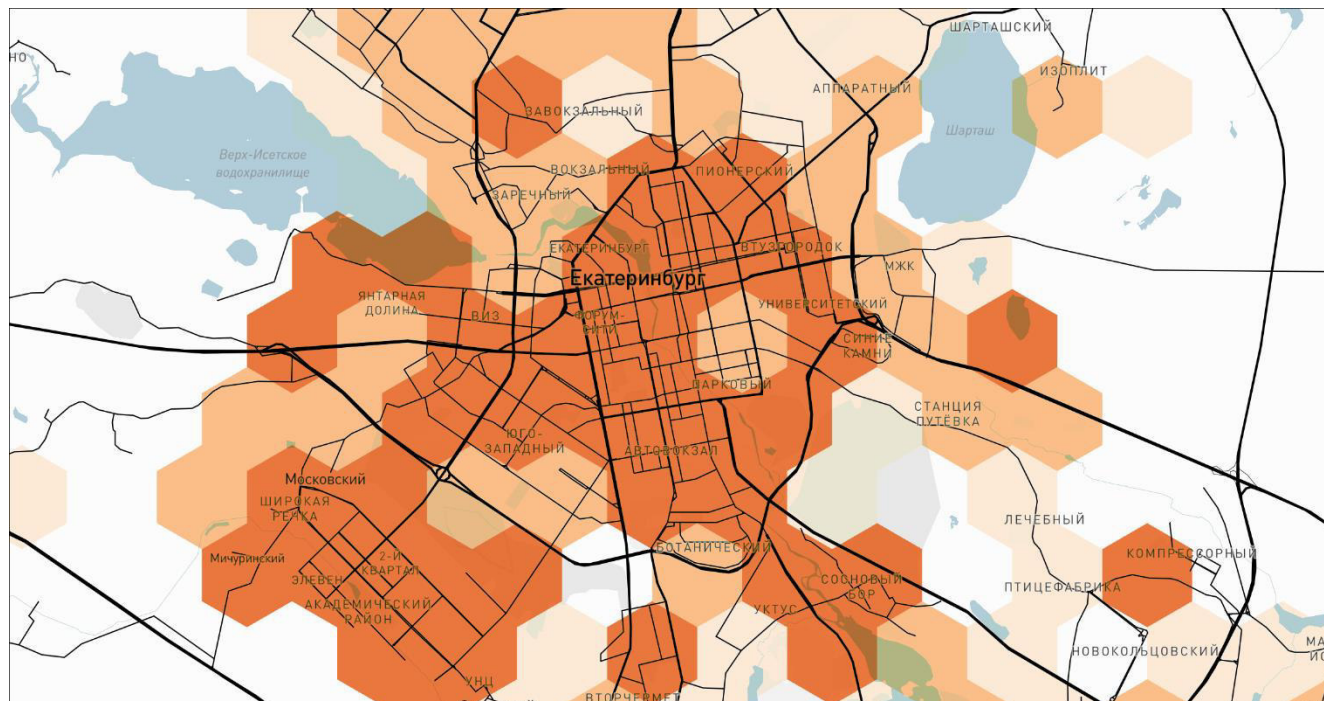 ШАРТАШСКИЙ
НО
ИЗОПЛИТ
АППАРАТНЫЙ
ЗАВОКЗАЛЬНЫЙ
Шарташ
Верх-Исетское
водохранилище
ВОКЗАЛЬНЫЙ
ПИОНЕРСКИЙ
ЗАРЕЧНЫЙ
ЕКАТЕРИНБУРГ
ВТУЗГОРОДОК
МЖК
Екатеринбург
ЯНТАРНАЯ
ДОЛИНА
ВИЗ
ФОРУМ-
СИТИ
УНИВЕРСИТЕТСКИЙ
СИНИЕ
КАМНИ
ПАРКОВЫЙ
СТАНЦИЯ
ПУТЁВКА
ЮГО-
ЗАПАДНЫЙ
АВТОВОКЗАЛ
Московский
ШИРОКАЯ
РЕЧКА
ЛЕЧЕБНЫЙ
БОТАНИЧЕСКИЙ
КОМПРЕССОРНЫЙ
Мичуринский
2-Й
КВАРТАЛ
ЭЛЕВЕН
СОСНОВЫЙ
БОР
ПТИЦЕФАБРИКА
АКАДЕМИЧЕСКИЙ
РАЙОН
УКТУС
НОВОКОЛЬЦОВСКИЙ
МА
ИС
УНЦ
ВТОРЧЕРМЕТ